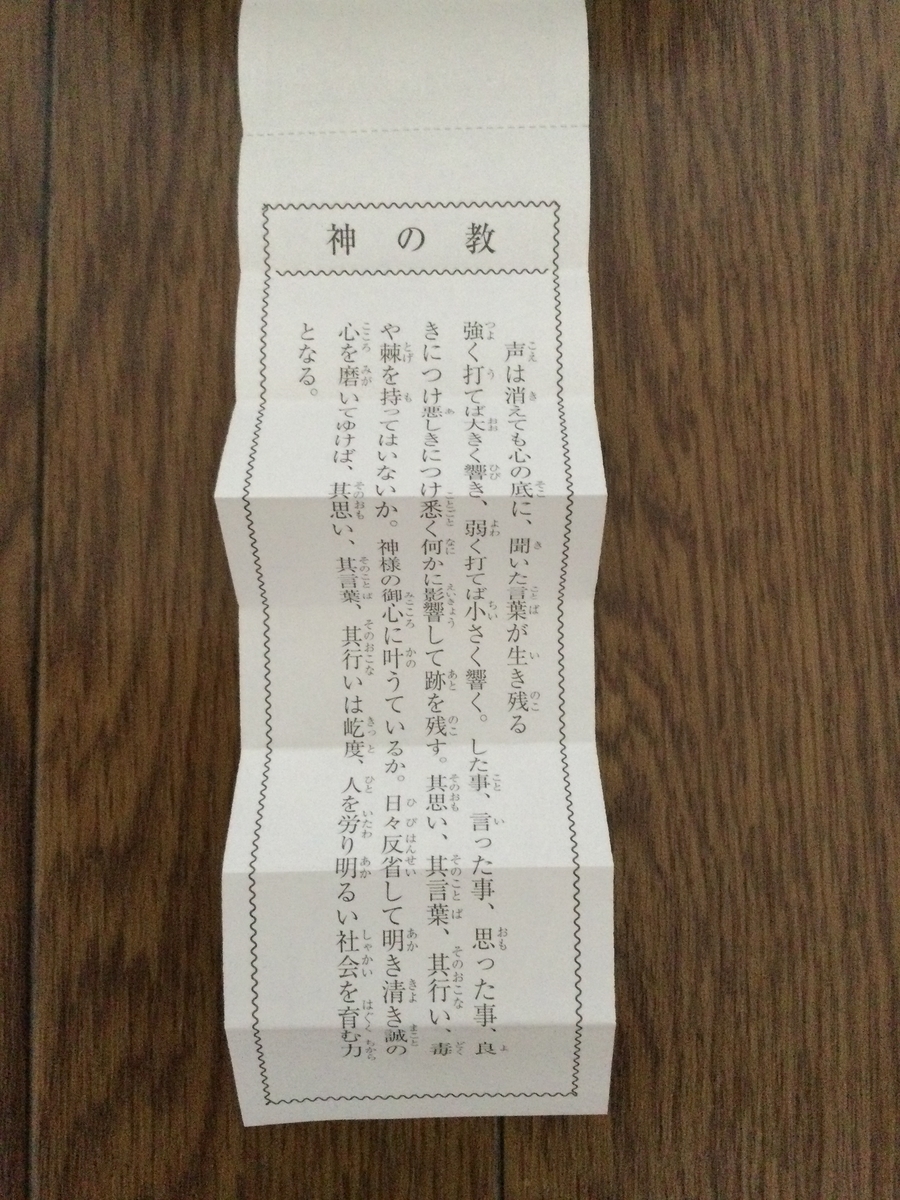 神の教
声は消えても心の底に、聞いた言葉が生き残る
強く打てば大きく響き、弱く打てば小さく響く。した事、言った事、思った事、良
きにつけ悪しきにつけ悉く何かに影響して跡を残す。其思い、其言葉、其行い、毒
や棘を持ってはいないか。神様の御心に叶うているか。日々反省して明き清き誠の
心を磨いてゆけば、其思い、其言葉、其行いは屹度、人を労り明るい社会を育む力
となる。